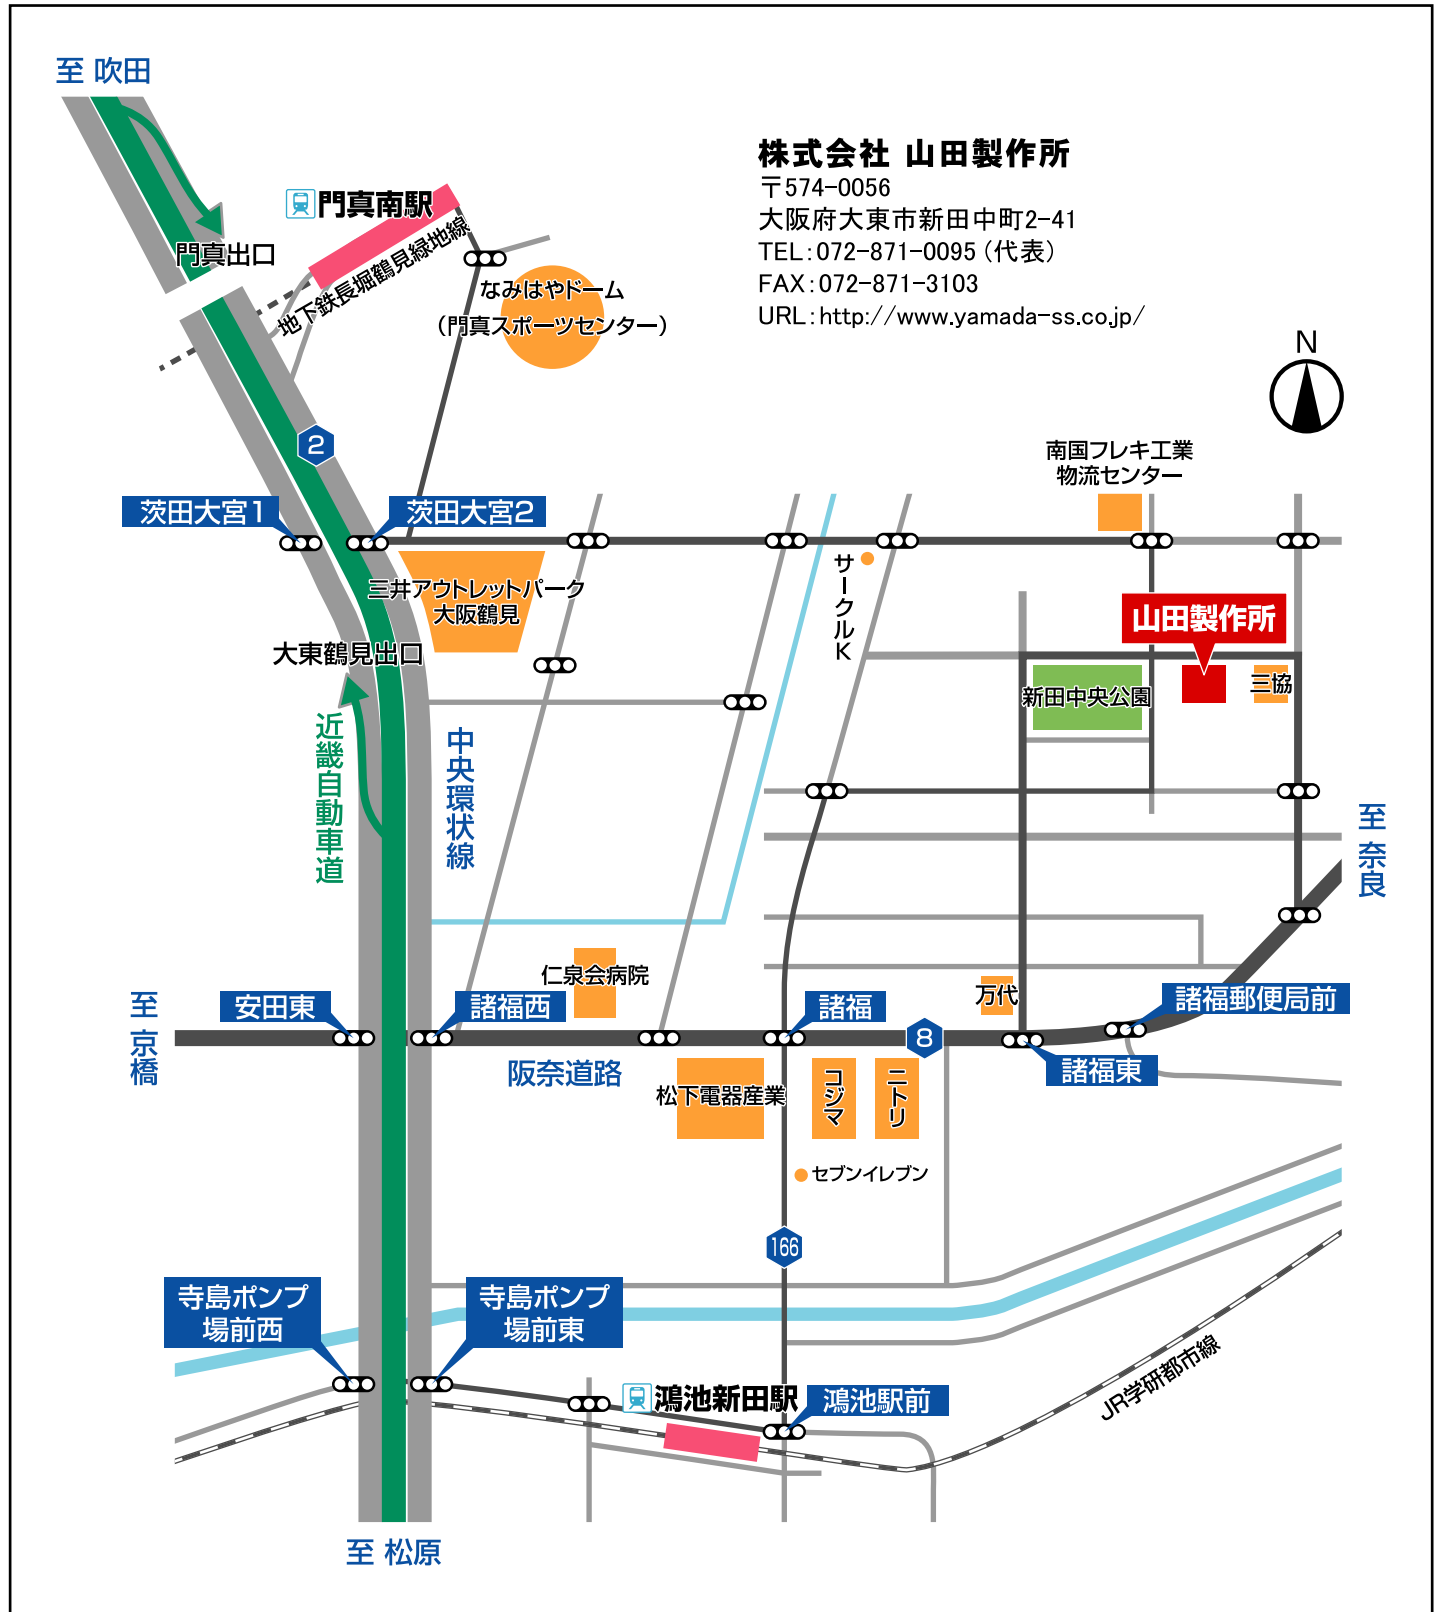 至 吹田
株式会社 山田製作所
〒574-0056
大阪府大東市新田中町2-41
TEL:072-871-0095(代表)
FAX:072-871-3103
URL:http://www.yamada-ss.co.jp/
門真南駅
門真出口
地下鉄長堀鶴見緑地線
なみはやドーム
(門真スポーツセンター)
N
2
南国フレキ工業
物流センター
茨田大宮1
茨田大宮2
サークルK
三井アウトレットパーク
大阪鶴見
山田製作所
大東鶴見出口
新田中央公園
三協
近畿自動車道
中央環状線
至 奈良
仁泉会病院
万代
至 京橋
安田東
諸福西
諸福
諸福郵便局前
8
阪奈道路
諸福東
松下電器産業
コジマ
ニトリ
セブンイレブン
166
寺島ポンプ
場前西
寺島ポンプ
場前東
JR学研都市線
鴻池新田駅
鴻池駅前
至 松原